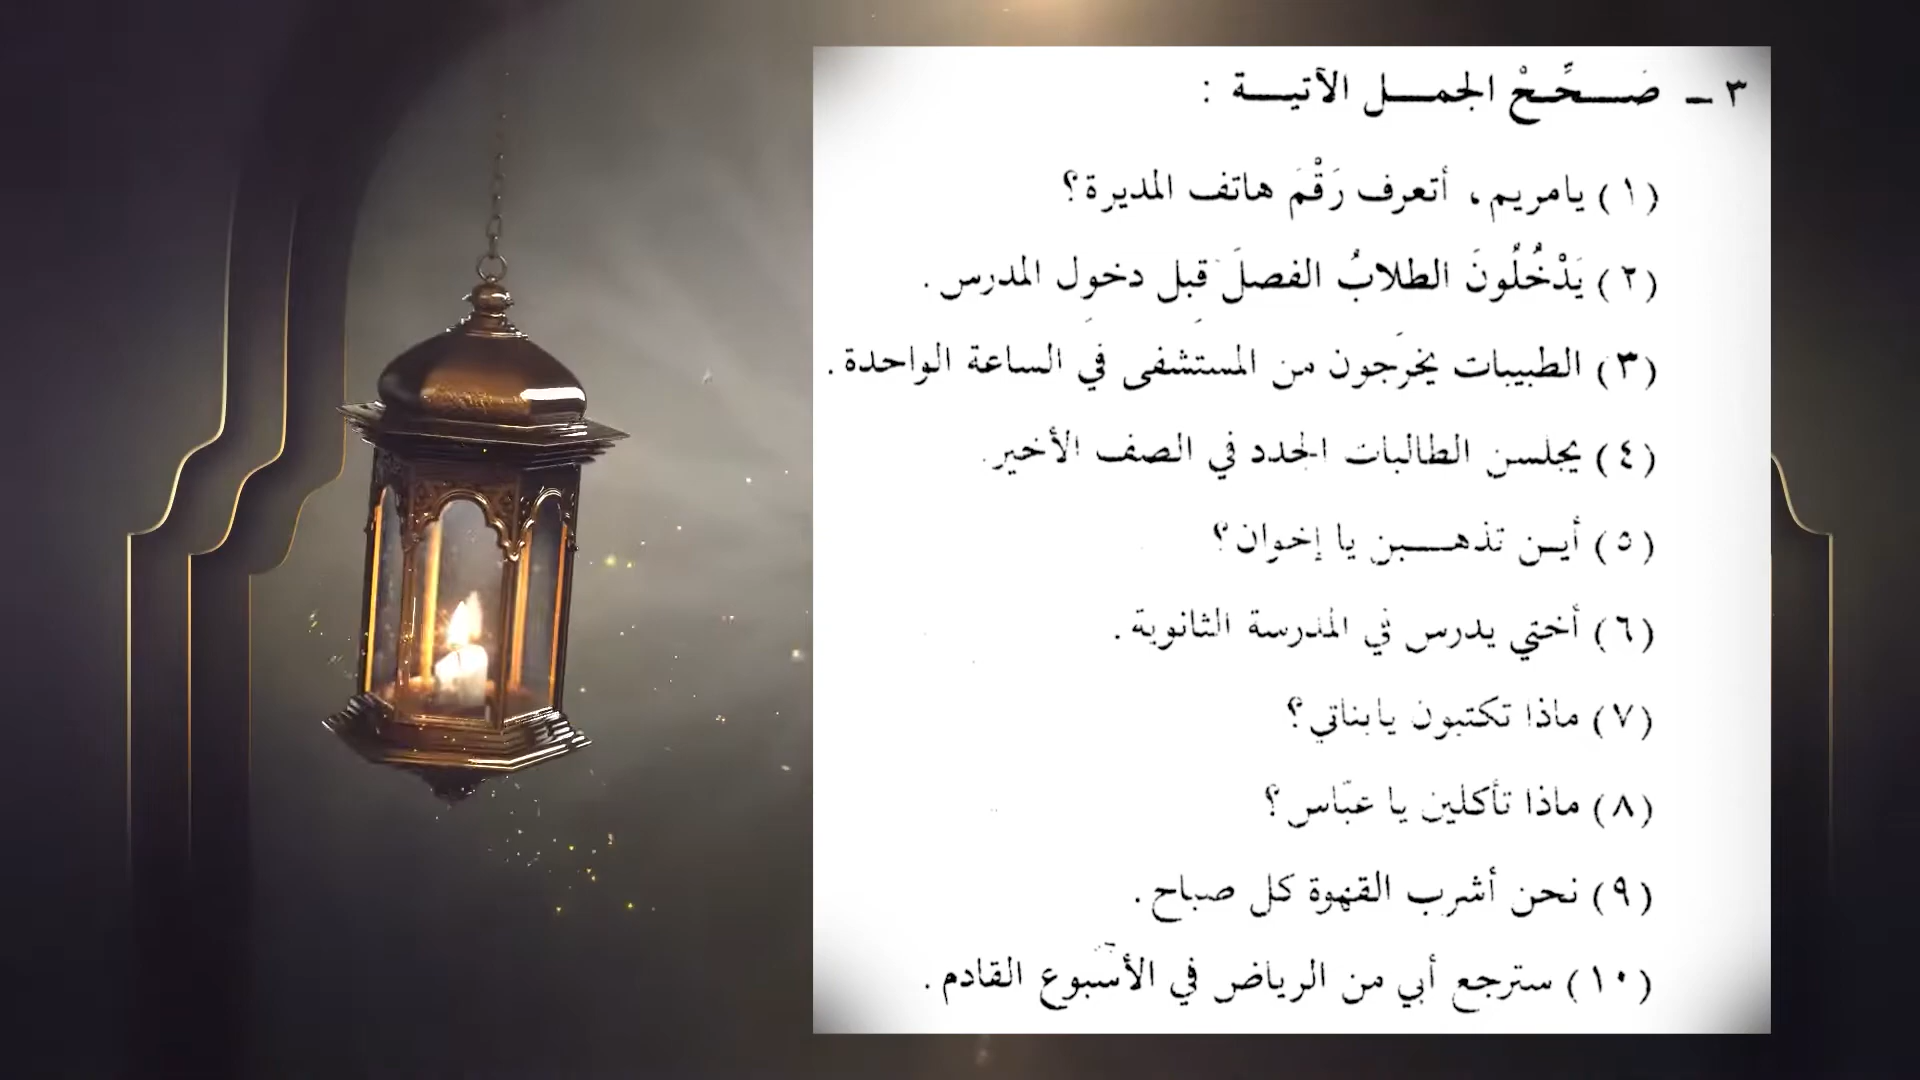 ٣ ـ صَحِّحْ الجمل الآتية :
(١) يامريم، أتعرف رَقْمَ هاتف المديرة؟
(٢) يَدْخُلُونَ الطلابُ الفصلَ قبل دخول المدرس .
(٣) الطبيبات يخرَجون من المستشفى في الساعة الواحدة .
(٤) يجلسن الطالبات الجدد في الصف الأخير.
(٥) أين تذهبن يا إخوان؟
(٦) أختي يدرس في المدرسة الثانوية .
(٧) ماذا تكتبون يابناتي؟
(٨) ماذا تأكلين يا عبّاس؟
(٩) نحن أشرب القهوة كل صباح .
(١٠) سترجع أبي من الرياض في الأسبوع القادم .